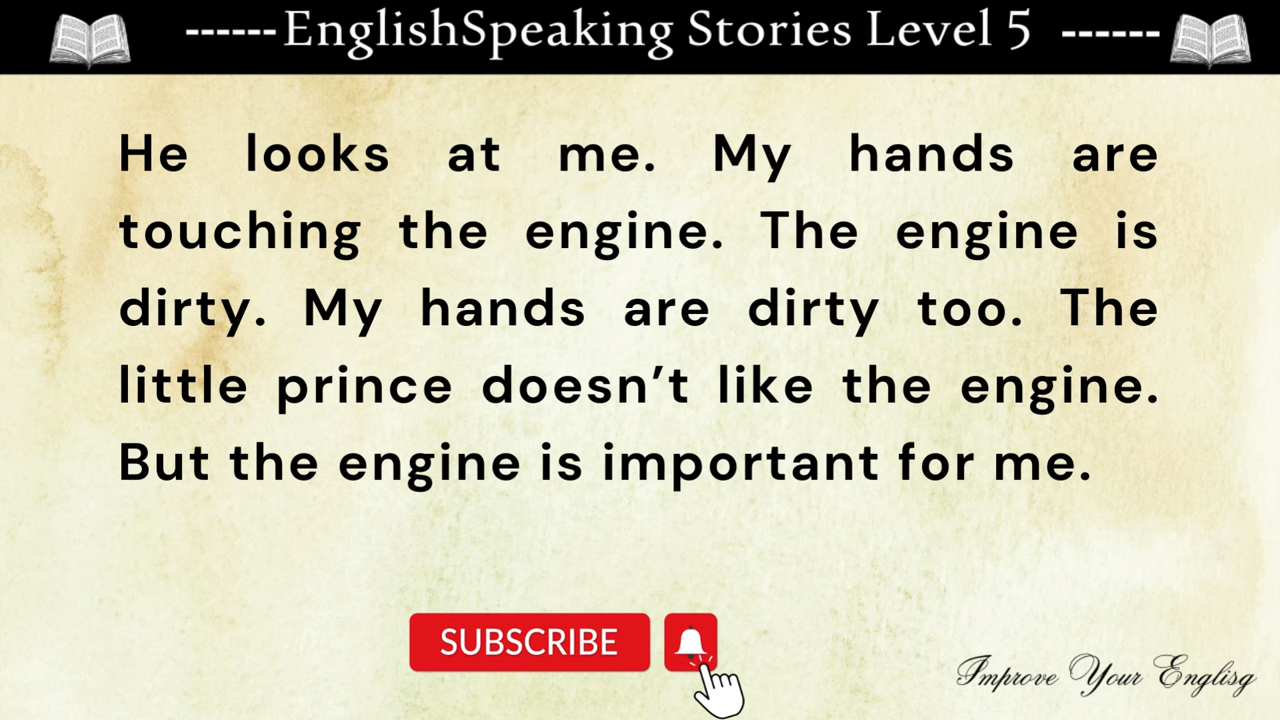 ------EnglishSpeaking Stories Level 5 ------
He looks at me. My hands are
touching the engine. The engine is
dirty. My hands are dirty too. The
little prince doesn’t like the engine.
But the engine is important for me.
SUBSCRIBE
Improve Your Englisg